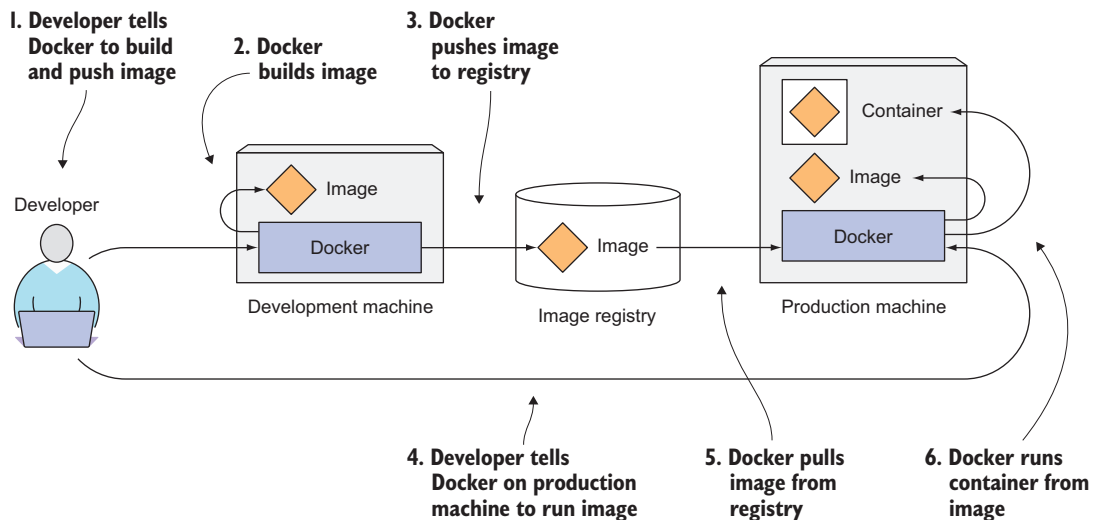 1. Developer tells
Docker to build
and push image
2. Docker
builds image
3. Docker
pushes image
to registry
Developer
Image
Docker
Development machine
Image
Image registry
Container
Image
Docker
Production machine
4. Developer tells
Docker on production
machine to run image
5. Docker pulls
image from
registry
6. Docker runs
container from
image